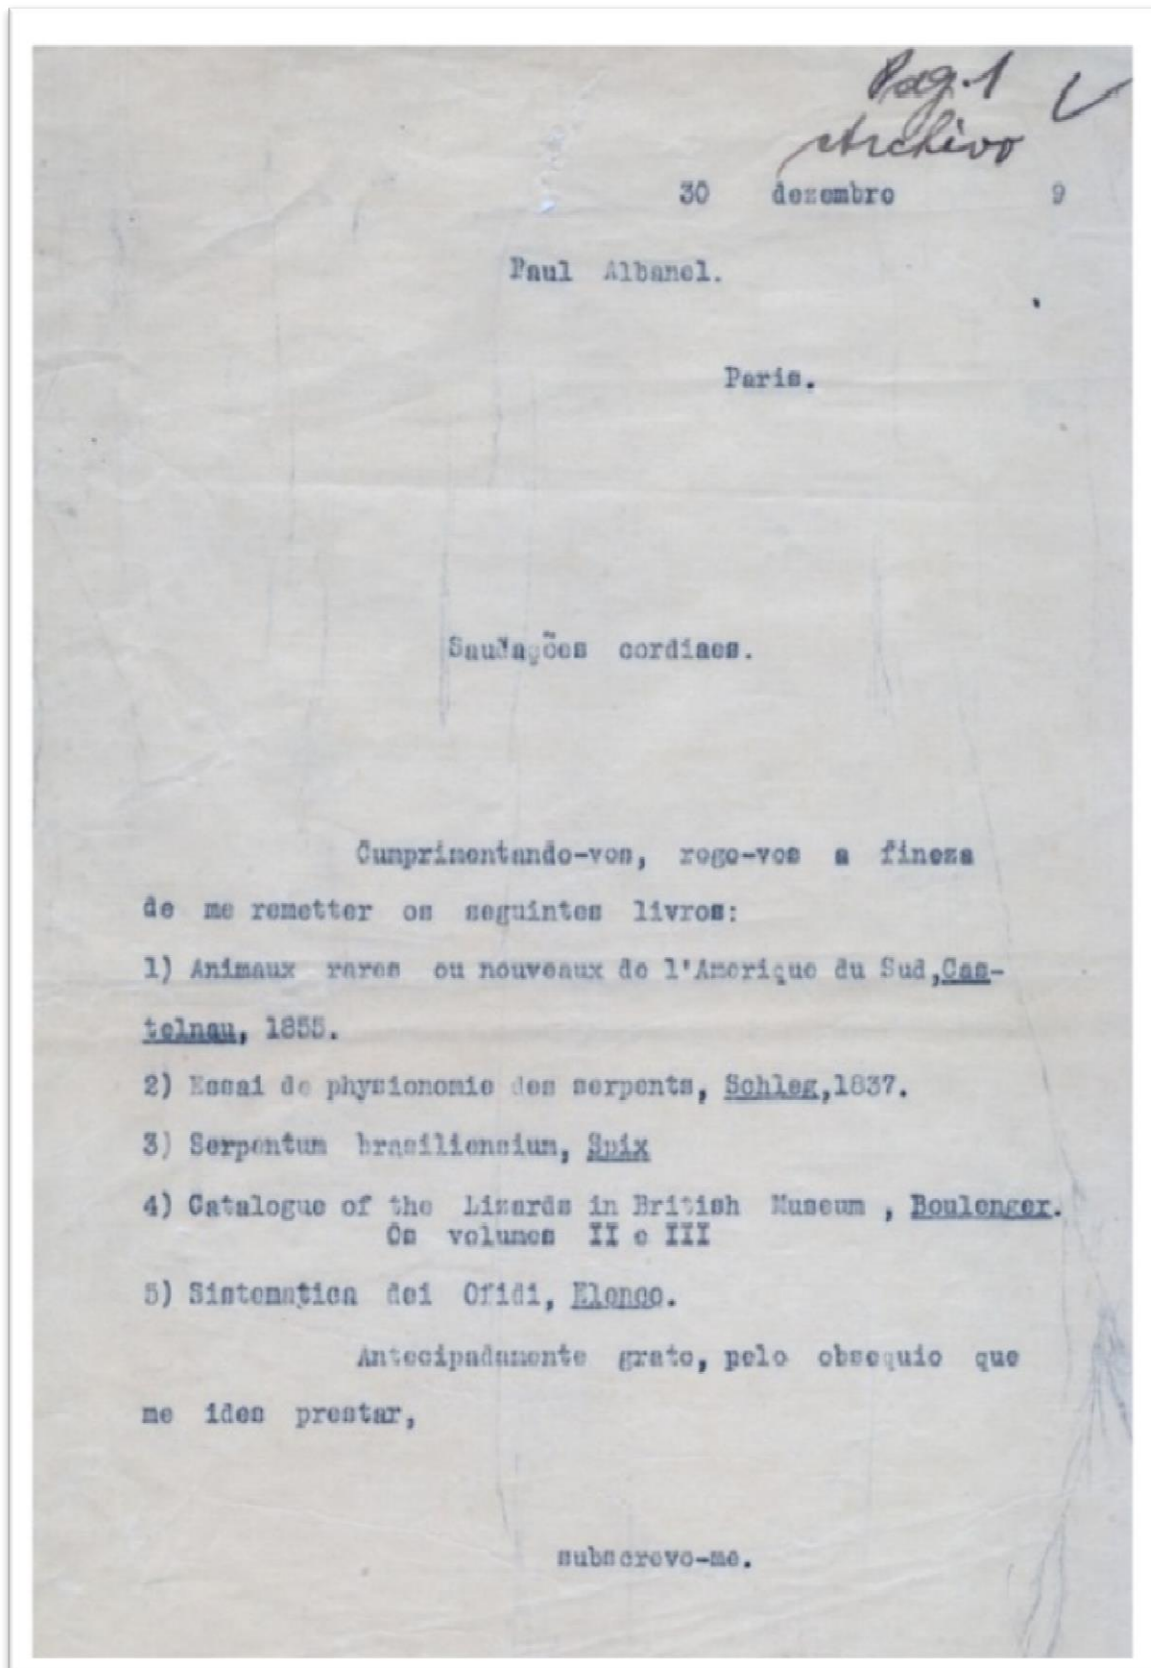 Pag. 1
Archivo
30 dezembro 9
Paul Albanel.
Paris.
Saudações cordiaes.
Cumprimentando-vos, rogo-vos a fineza
de me remetter os seguintes livros:
1) Animaux rares ou nouveaux de l'Amerique du Sud,Cas-
telnau, 1855.
2) Essai de physionomie des serpents, Schleg,1837.
3) Serpentum brasiliensium, Spix
4) Catalogue of the Lizards in British Museum , Boulenger.
Os volumes II e III
5) Sistematica dei Ofidi, Elenco.
Antecipadamente grato, pelo obsequio que
me ides prestar,
subscrevo-me.